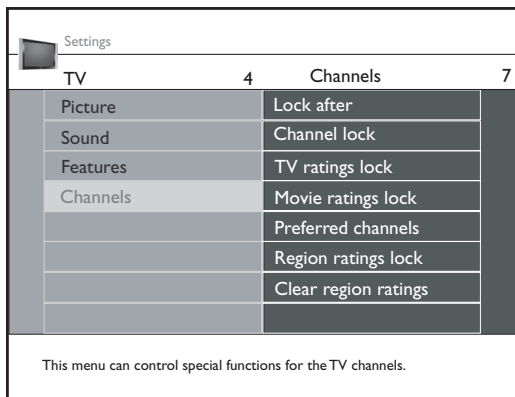 Settings
TV 4 Channels 7
Picture Lock after
Sound Channel lock
Features TV ratings lock
Channels Movie ratings lock
Preferred channels
Region ratings lock
Clear region ratings
This menu can control special functions for the TV channels.